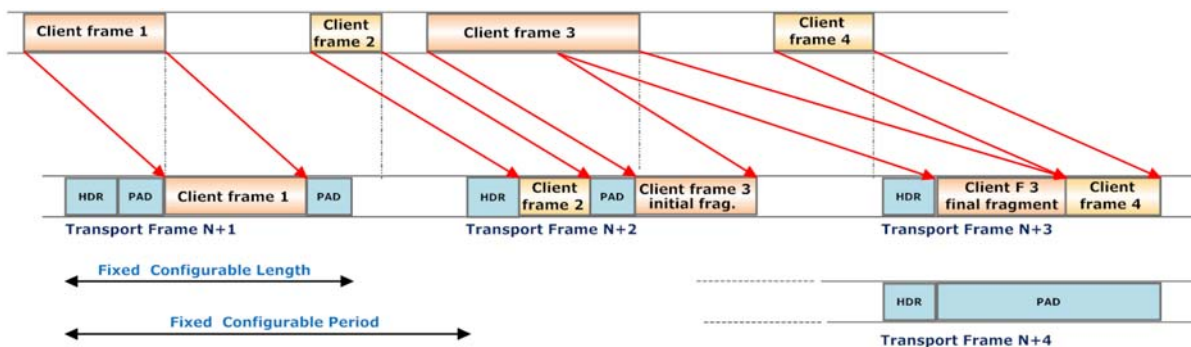 Client frame 1
Client
frame 2
Client frame 3
Client
frame 4
HDR
PAD
Client frame 1
PAD
HDR
Client
frame 2
PAD
Client frame 3
initial frag.
HDR
Client F 3
final fragment
Client
frame 4
Transport Frame N+1
Transport Frame N+2
Transport Frame N+3
Fixed Configurable Length
HDR
PAD
Fixed Configurable Period
Transport Frame N+4